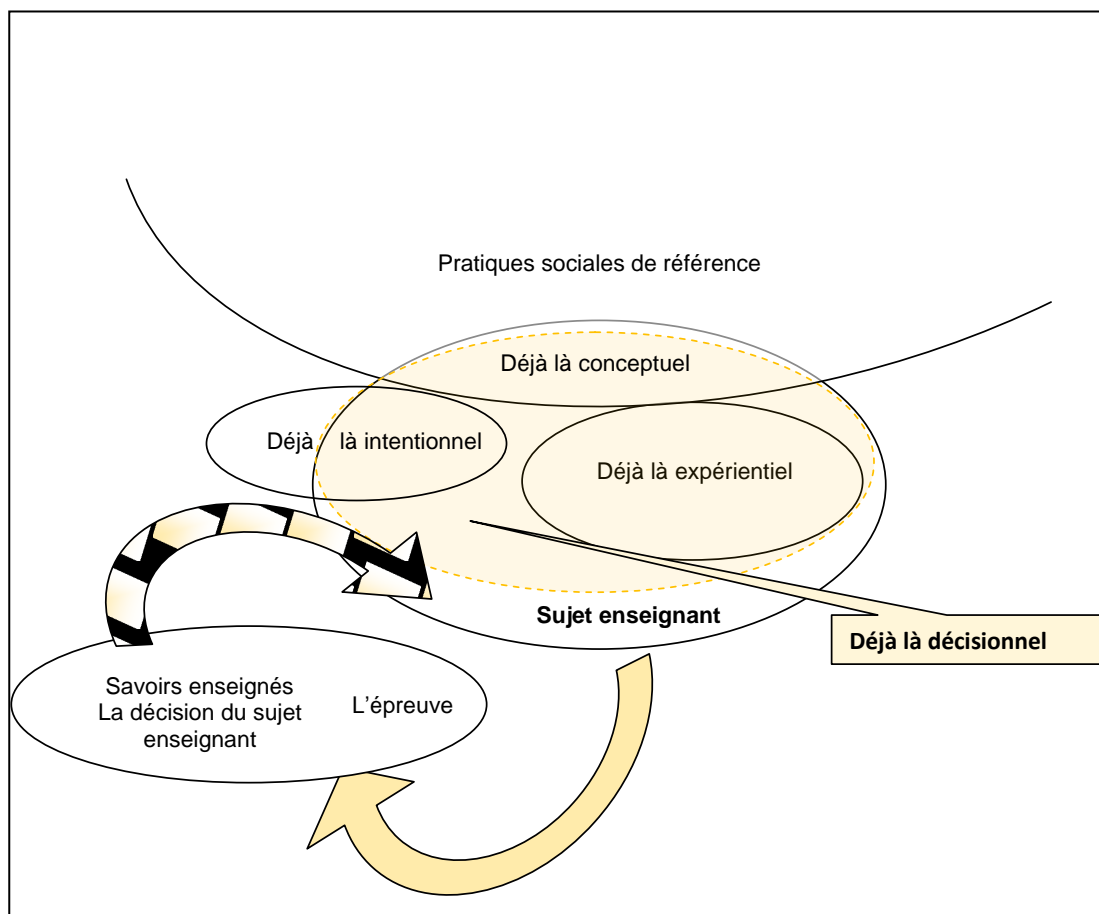 Pratiques sociales de référence
Déjà là conceptuel
Déjà là intentionnel
Déjà là expérientiel
Sujet enseignant
Déjà là décisionnel
Savoirs enseignés
La décision du sujet
enseignant
L’épreuve